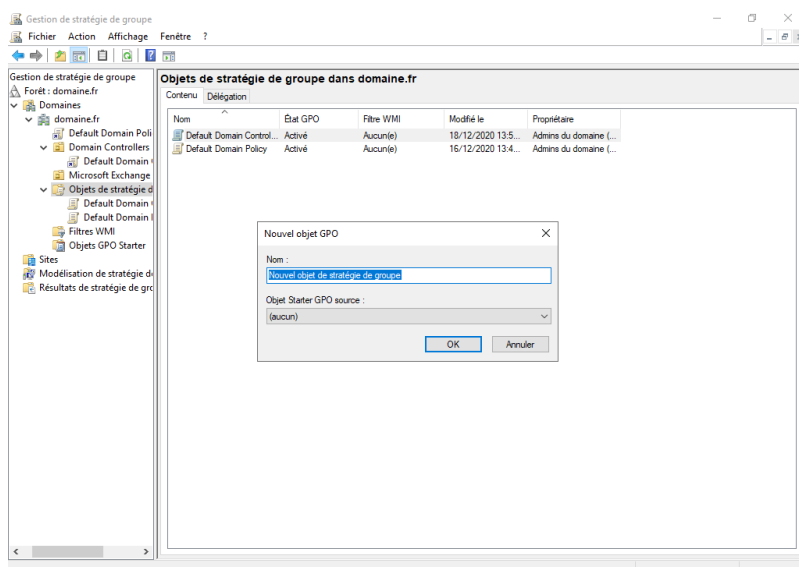 Gestion de stratégie de groupe
Fichier Action Affichage Fenêtre ?
Gestion de stratégie de groupe
Forêt : domaine.fr
Domaines
domaine.fr
Default Domain Poli
Domain Controllers
Default Domain
Microsoft Exchange
Objets de stratégie d
Default Domain
Default Domain
Filtres WMI
Objets GPO Starter
Sites
Modélisation de stratégie de
Résultats de stratégie de gro
Objets de stratégie de groupe dans domaine.fr
Contenu Délégation
Nom État GPO Filtre WMI Modifié le Propriétaire
Default Domain Control... Activé Aucun(e) 18/12/2020 13:5... Admins du domaine (...
Default Domain Policy Activé Aucun(e) 16/12/2020 13:4... Admins du domaine (...
Nouvel objet GPO
Nom :
Nouvel objet de stratégie de groupe
Objet Starter GPO source :
(aucun)
OK Annuler